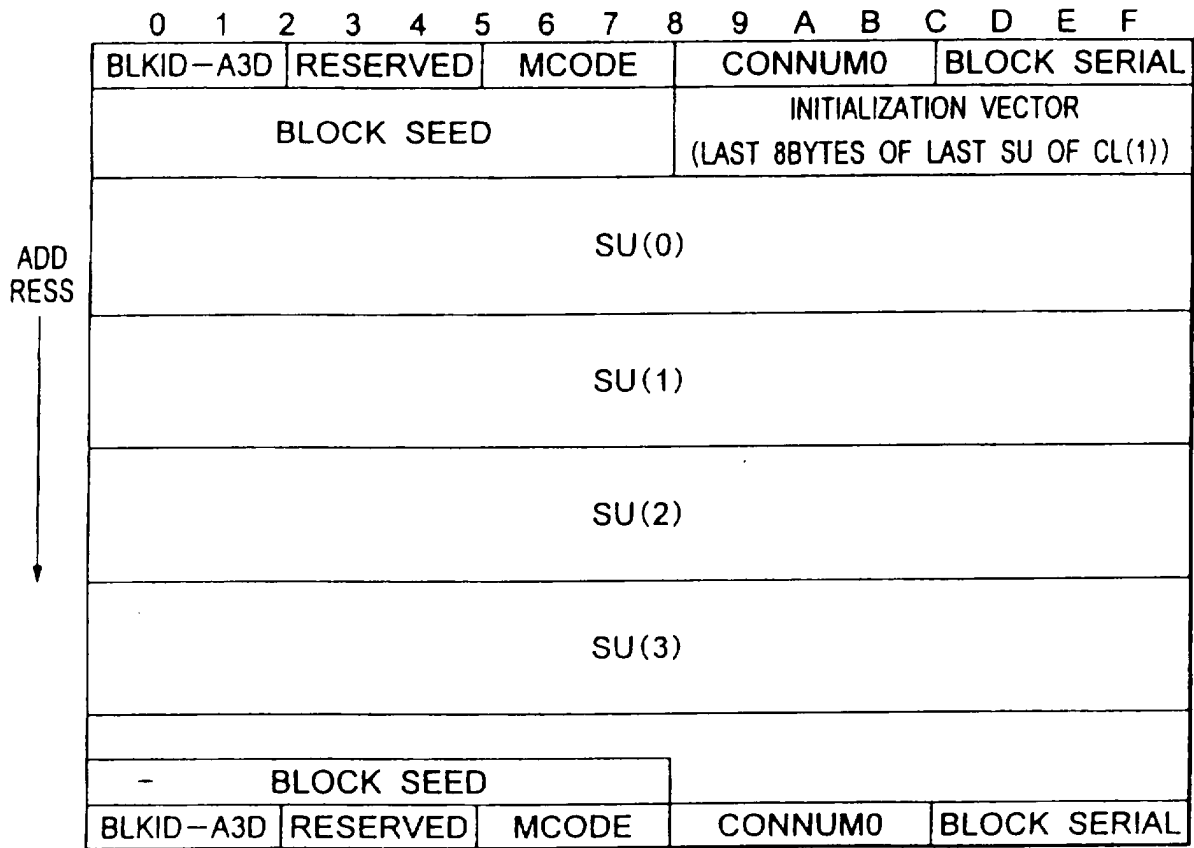 0 1 2 3 4 5 6 7 8 9 A B C D E F
BLKID-A3D RESERVED MCODE CONNUM0 BLOCK SERIAL
BLOCK SEED
INITIALIZATION VECTOR
(LAST 8BYTES OF LAST SU OF CL(1))
SU(0)
ADD
RESS
SU(1)
SU(2)
SU(3)
- BLOCK SEED
BLKID-A3D RESERVED MCODE CONNUM0 BLOCK SERIAL